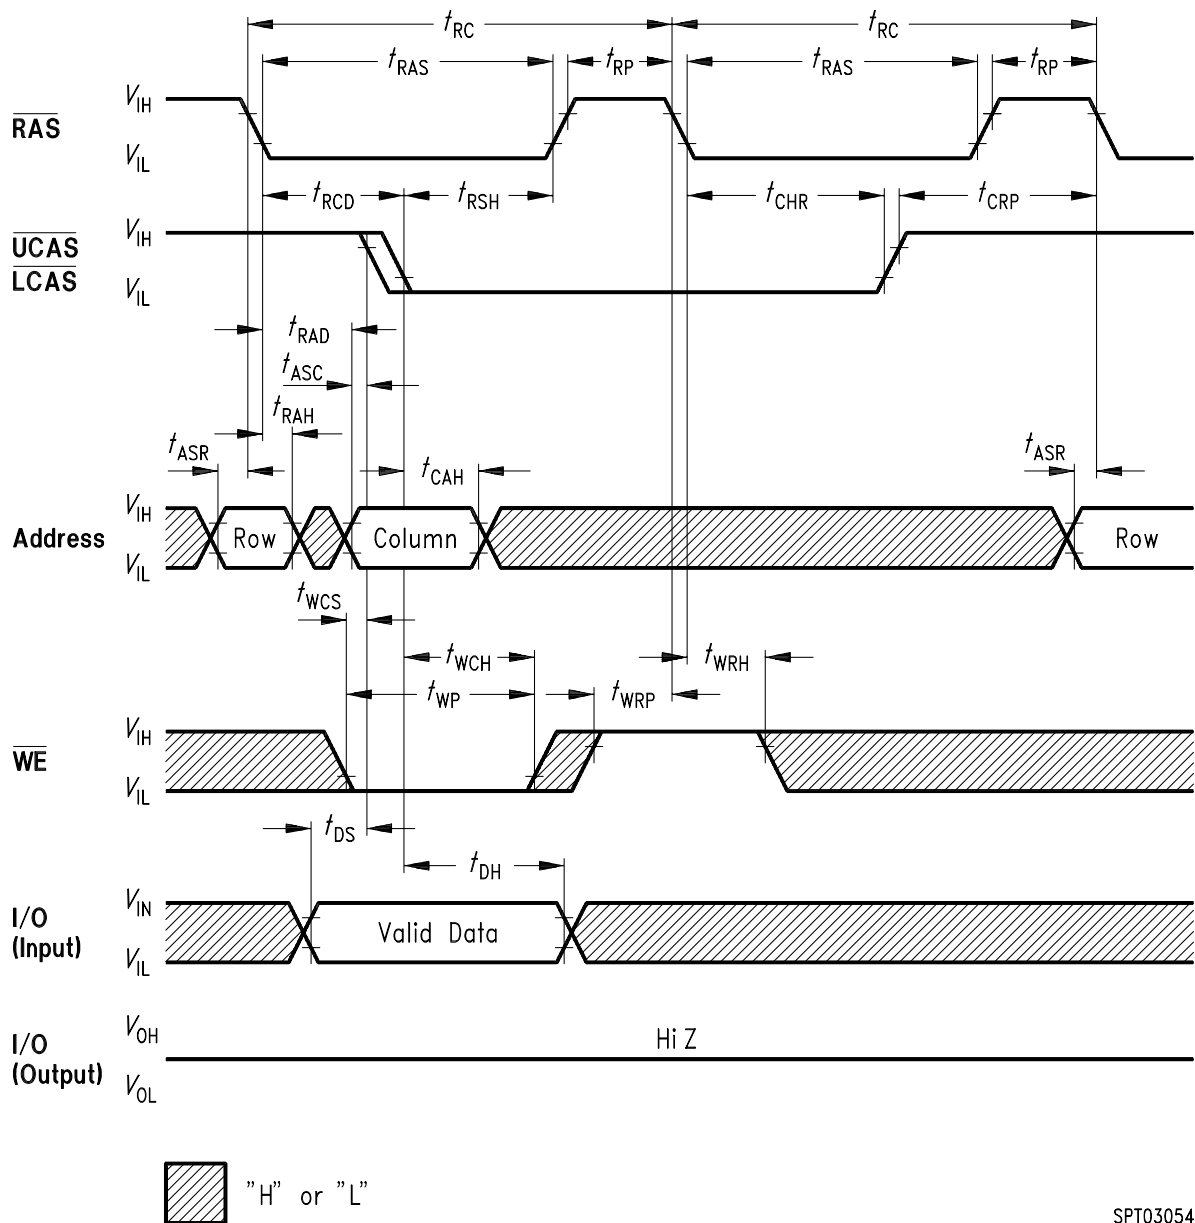 tRC tRC
tRAS tRP tRAS tRP
RAS VIH
VIL
tRCD tRSH tCHR tCRP
UCAS VIH
LCAS VIL
tRAD
tASC
tRAH
tASR tCAH tASR
VIH
Address Row Column Row
VIL
tWCS
tWCH tWRH
tWP tWRP
VIH
WE
VIL
tDS
tDH
I/O VIN
(Input) Valid Data
VIL
I/O VOH Hi Z
(Output) VOL
"H" or "L"
SPT03054